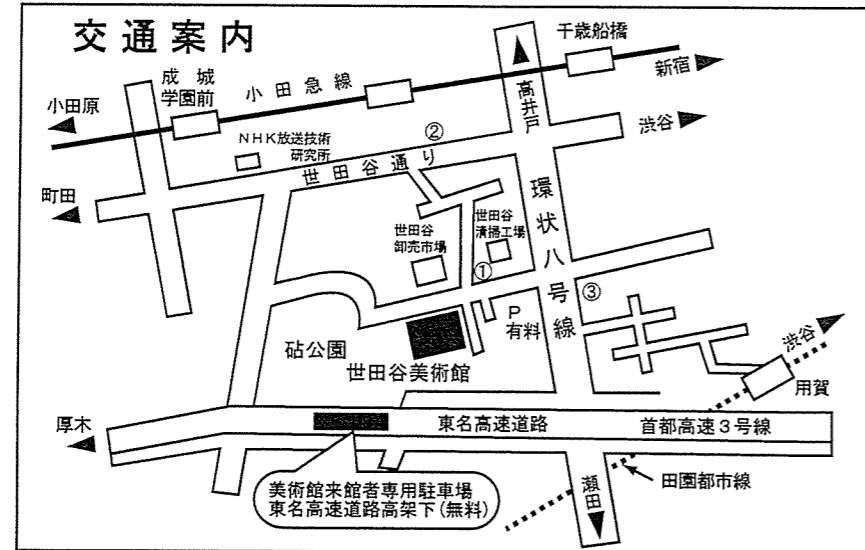 交通案内
千歳船橋
新宿
成城
学園前
小田急線
小田原
高井戸
渋谷
②
NHK放送技術
研究所
世田谷通り
町田
環状八号線
世田谷
卸売市場
世田谷
清掃工場
①
③
P
有料
砧公園
世田谷美術館
渋谷
用賀
厚木
東名高速道路
首都高速3号線
美術館来館者専用駐車場
東名高速道路高架下(無料)
瀬田
田園都市線